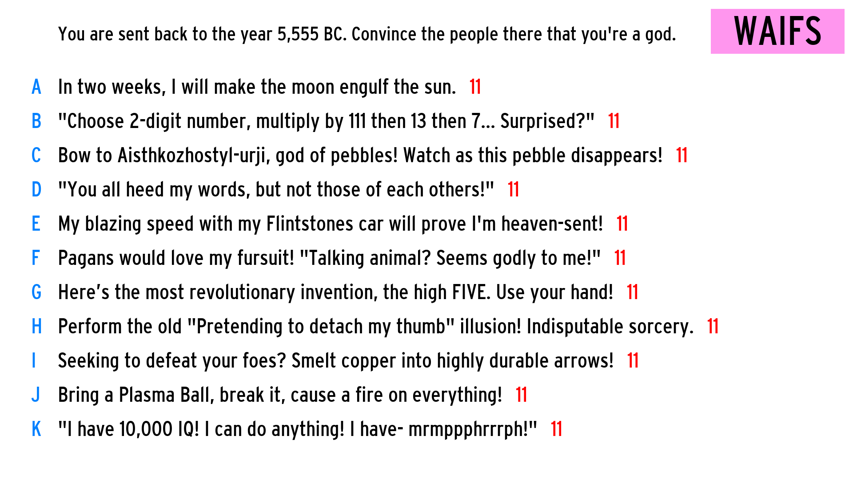 You are sent back to the year 5,555 BC. Convince the people there that you're a god.
WAIFS
A In two weeks, I will make the moon engulf the sun. 11
B "Choose 2-digit number, multiply by 111 then 13 then 7... Surprised?" 11
C Bow to Aisthkozhostyl-urji, god of pebbles! Watch as this pebble disappears! 11
D "You all heed my words, but not those of each others!" 11
E My blazing speed with my Flintstones car will prove I'm heaven-sent! 11
F Pagans would love my fursuit! "Talking animal? Seems godly to me!" 11
G Here's the most revolutionary invention, the high FIVE. Use your hand! 11
H Perform the old "Pretending to detach my thumb" illusion! Indisputable sorcery. 11
I Seeking to defeat your foes? Smelt copper into highly durable arrows! 11
J Bring a Plasma Ball, break it, cause a fire on everything! 11
K "I have 10,000 IQ! I can do anything! I have- mrmppphrrrph!" 11